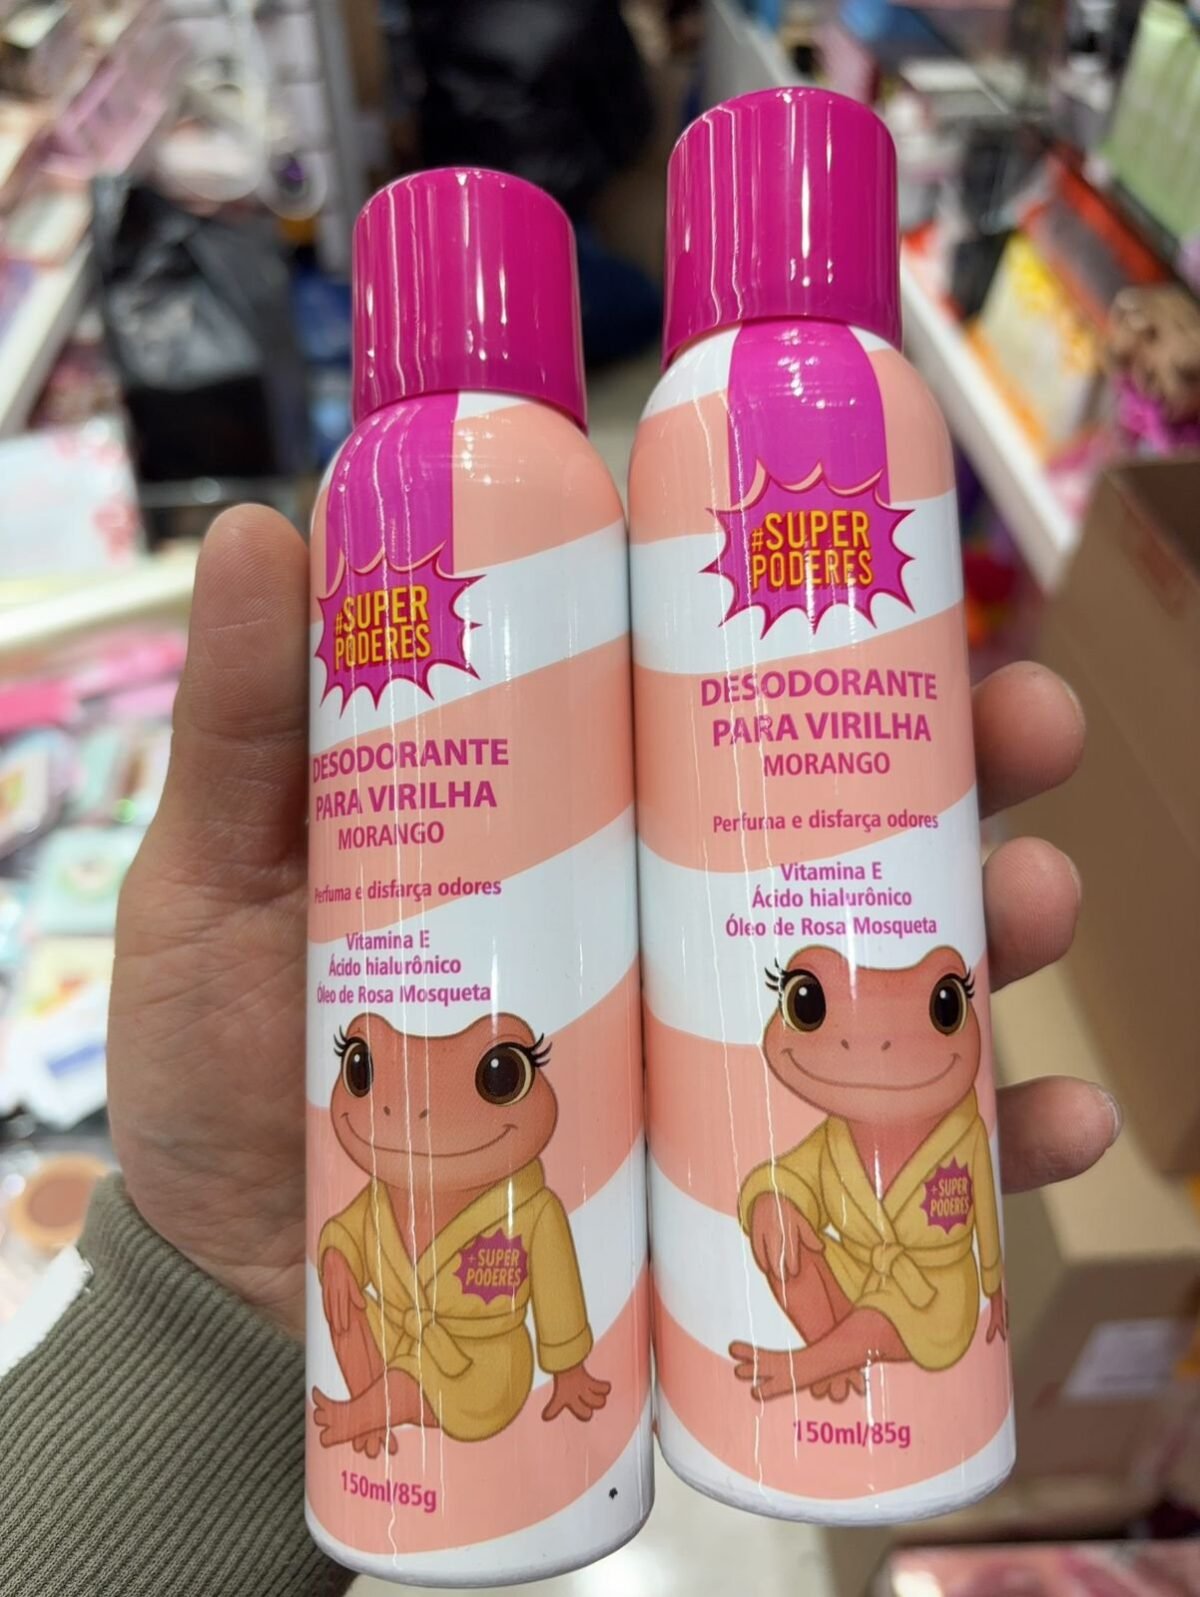 #SUPER
PODERES
DESODORANTE
PARA VIRILHA
MORANGO
Perfuma e disfarça odores
Vitamina E
Ácido hialurônico
Óleo de Rosa Mosqueta
+SUPER
PODERES
150ml/85g
#SUPER
PODERES
DESODORANTE
PARA VIRILHA
MORANGO
Perfuma e disfarça odores
Vitamina E
Ácido hialurônico
Óleo de Rosa Mosqueta
+SUPER
PODERES
150ml/85g